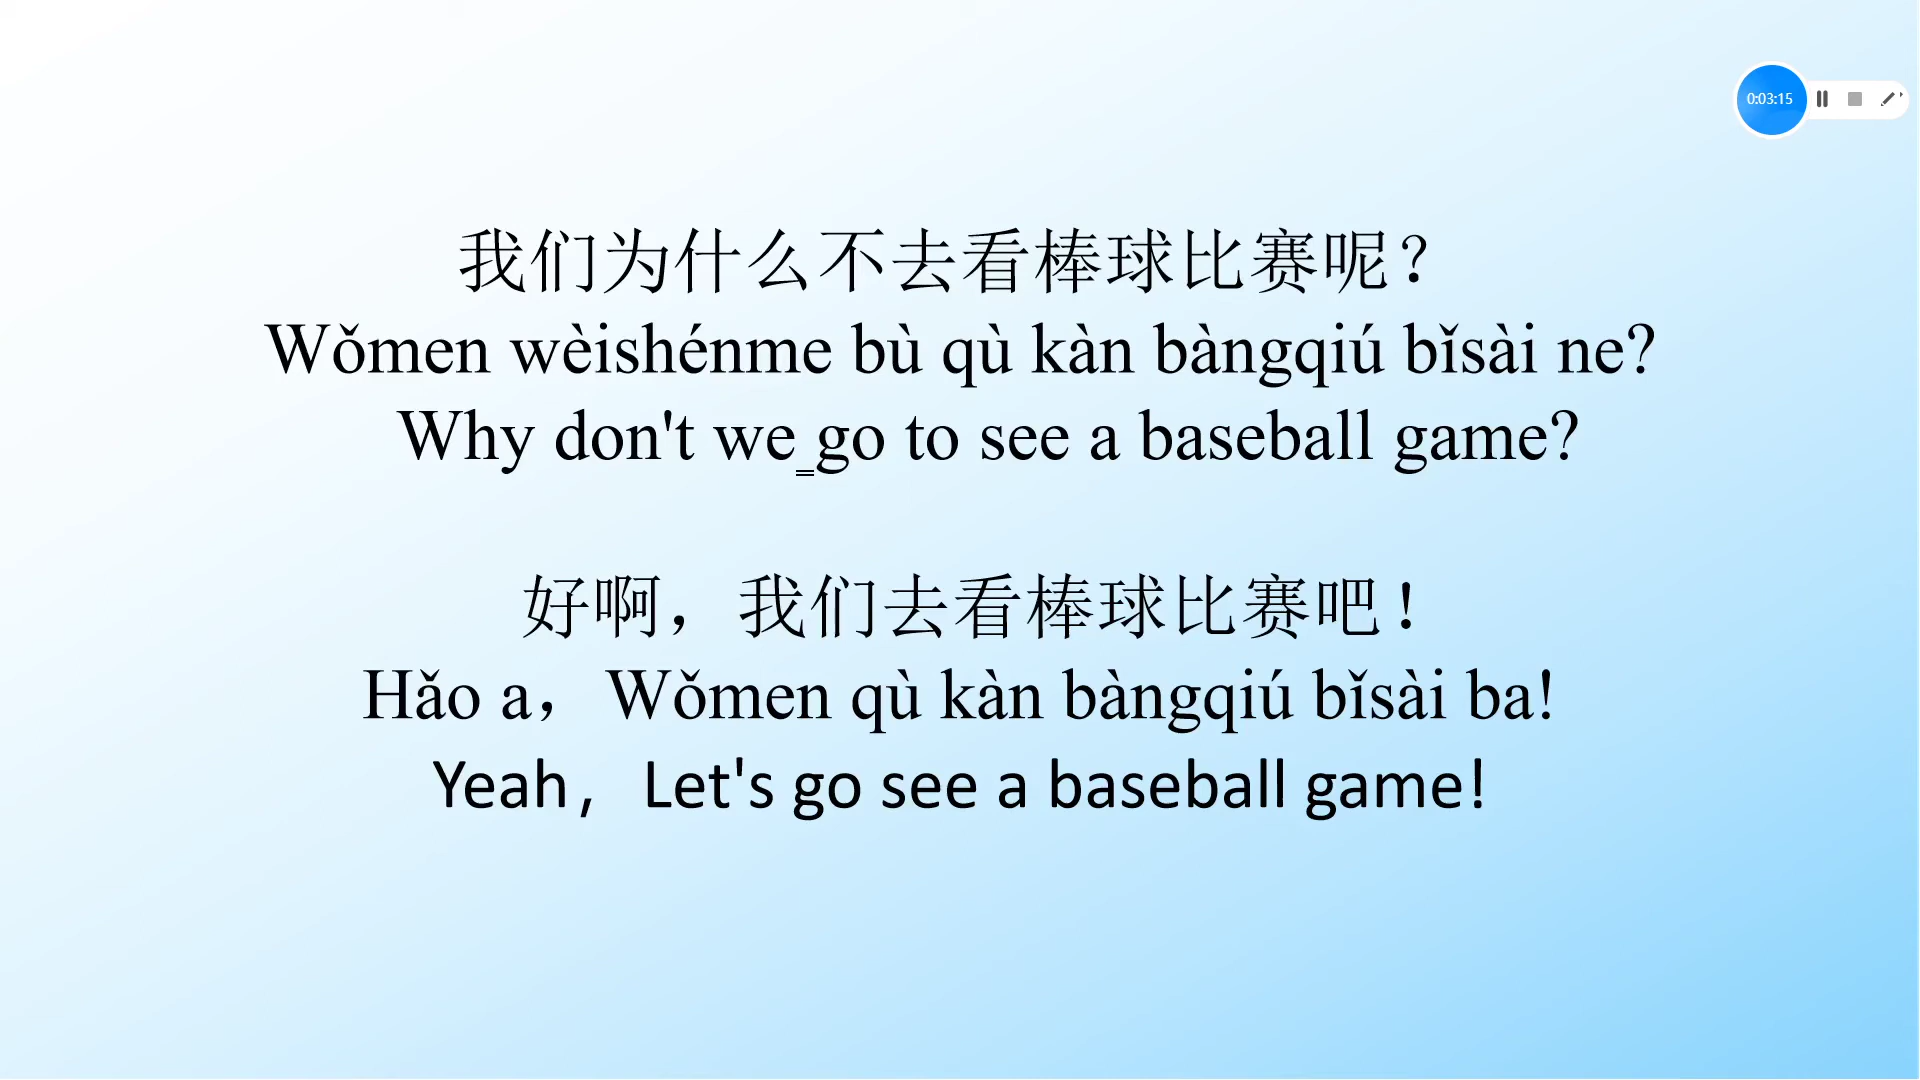 0:03:15
我们为什么不去看棒球比赛呢？
Wǒmen wèishénme bù qù kàn bàngqiú bǐsài ne?
Why don't we go to see a baseball game?
好啊，我们去看棒球比赛吧！
Hǎo a，Wǒmen qù kàn bàngqiú bǐsài ba!
Yeah，Let's go see a baseball game!